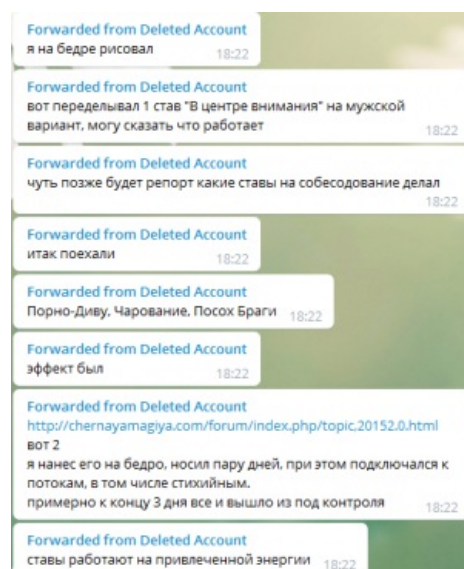 Forwarded from Deleted Account
я на бедре рисовал
18:22
Forwarded from Deleted Account
вот переделывал 1 став "В центре внимания" на мужской
вариант, могу сказать что работает
18:22
Forwarded from Deleted Account
чуть позже будет репорт какие ставы на собесодование делал
18:22
Forwarded from Deleted Account
итак поехали
18:22
Forwarded from Deleted Account
Порно-Диву, Чарование, Посох Браги
18:22
Forwarded from Deleted Account
эффект был
18:22
Forwarded from Deleted Account
http://chernayamagiya.com/forum/index.php/topic,20152.0.html
вот 2
я нанес его на бедро, носил пару дней, при этом подключался к
потокам, в том числе стихийным.
примерно к концу 3 дня все и вышло из под контроля
18:22
Forwarded from Deleted Account
ставы работают на привлеченной энергии
18:22